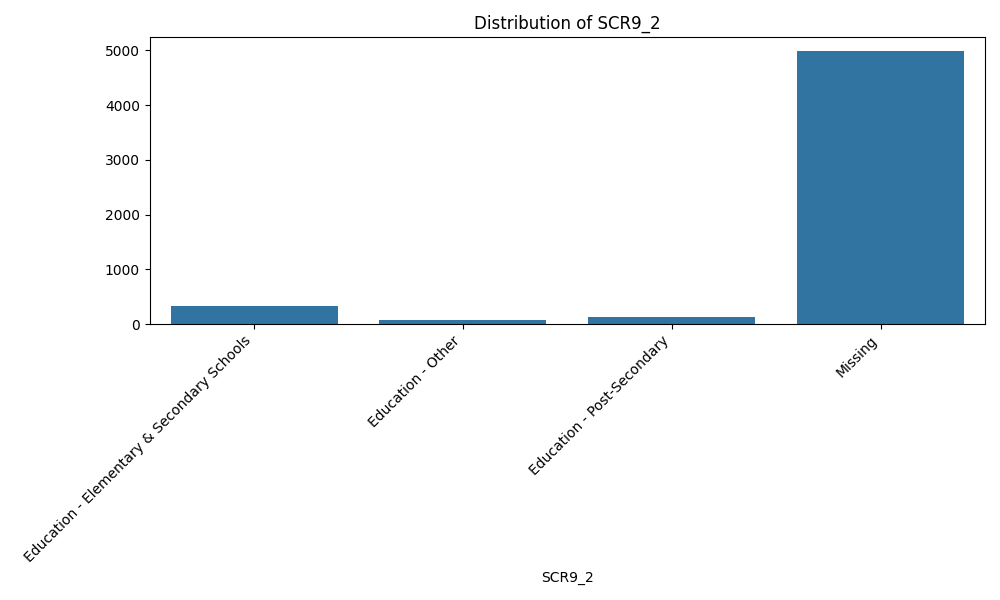 Distribution of SCR9_2
5000
4000
3000
2000
1000
0
Education - Elementary & Secondary Schools
Education - Other
Education - Post-Secondary
Missing
SCR9_2